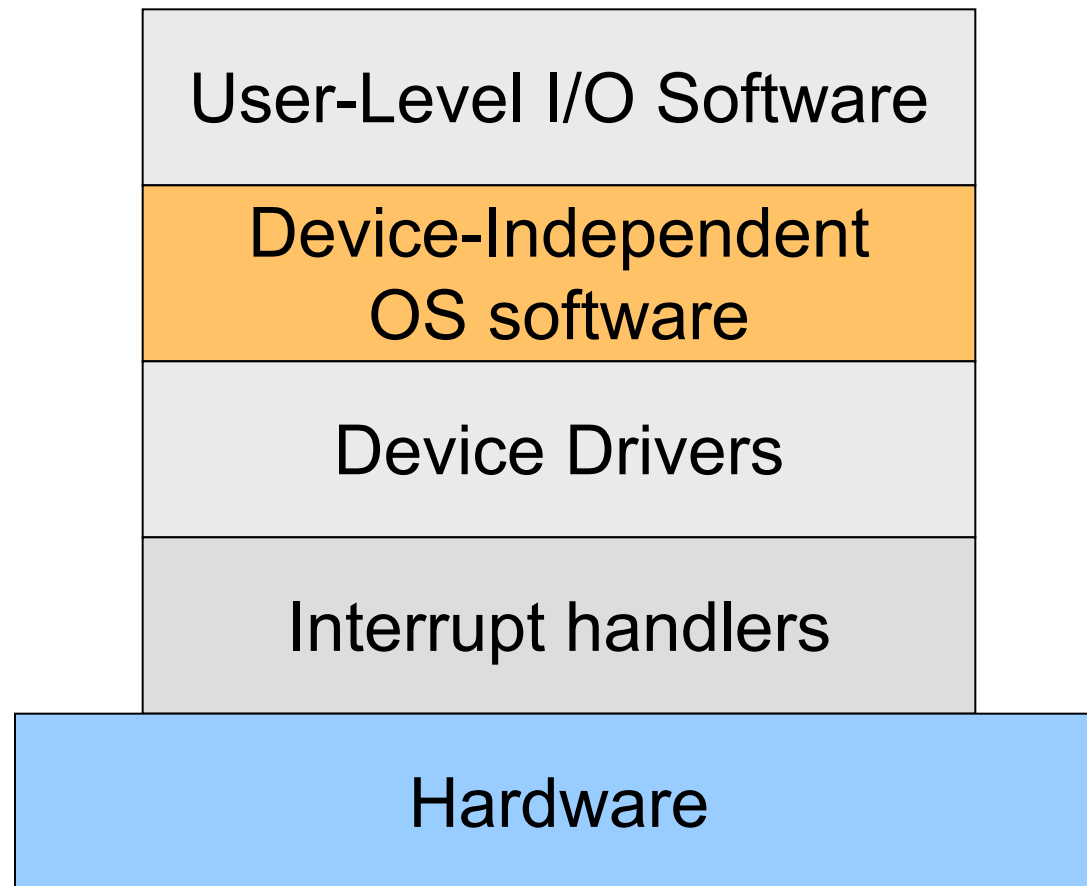 User-Level I/O Software
Device-Independent
OS software
Device Drivers
Interrupt handlers
Hardware